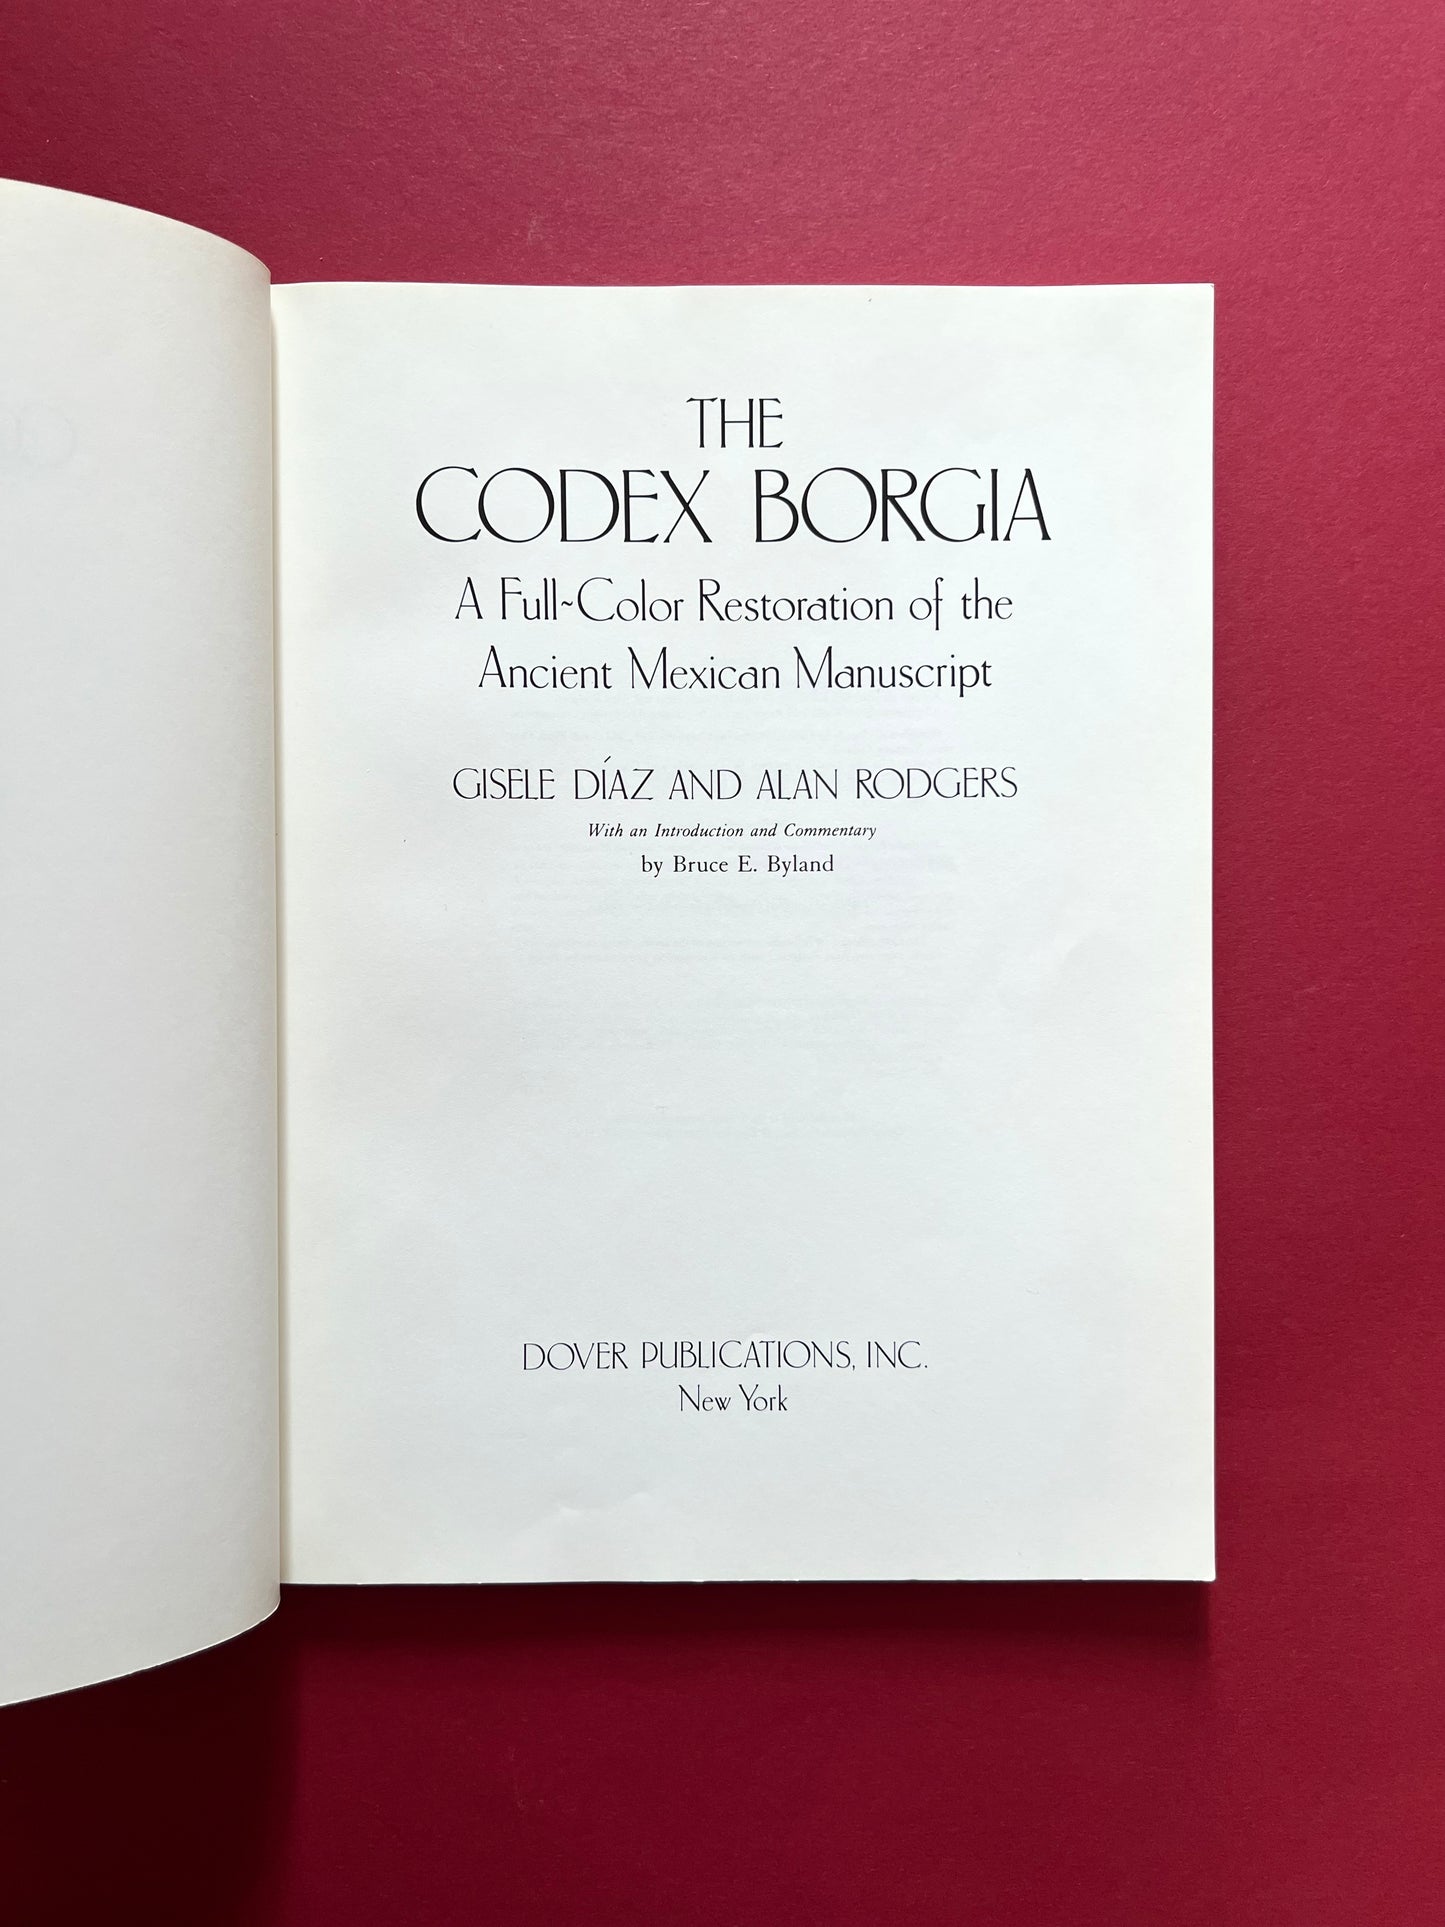 THE
CODEX BORGIA
A Full~Color Restoration of the
Ancient Mexican Manuscript
GISELE DÍAZ AND ALAN RODGERS
With an Introduction and Commentary
by Bruce E. Byland
DOVER PUBLICATIONS, INC.
New York